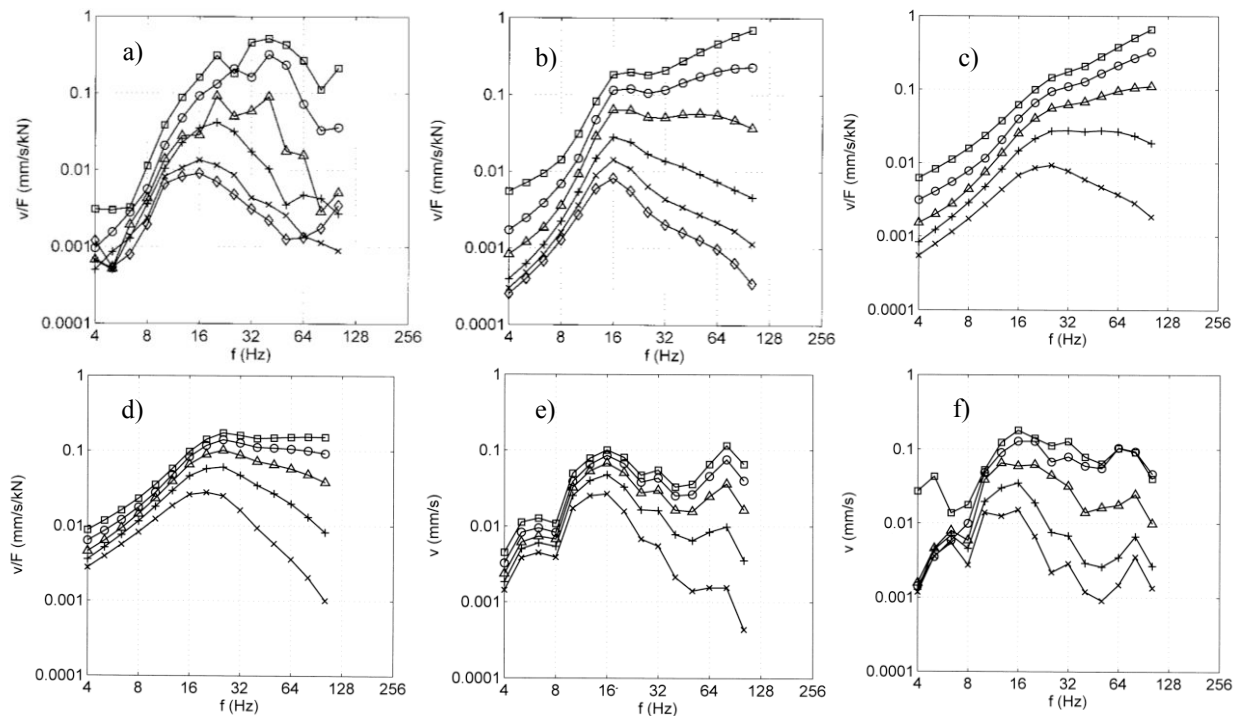 a)
v/F (mm/s/kN)
1
0.1
0.01
0.001
0.0001
4 8 16 32 64 128 256
f (Hz)
b)
v/F (mm/s/kN)
1
0.1
0.01
0.001
0.0001
4 8 16 32 64 128 256
f (Hz)
c)
v/F (mm/s/kN)
1
0.1
0.01
0.001
0.0001
4 8 16 32 64 128 256
f (Hz)
d)
v/F (mm/s/kN)
1
0.1
0.01
0.001
0.0001
4 8 16 32 64 128 256
f (Hz)
e)
v (mm/s)
1
0.1
0.01
0.001
0.0001
4 8 16 32 64 128 256
f (Hz)
f)
v (mm/s)
1
0.1
0.01
0.001
0.0001
4 8 16 32 64 128 256
f (Hz)